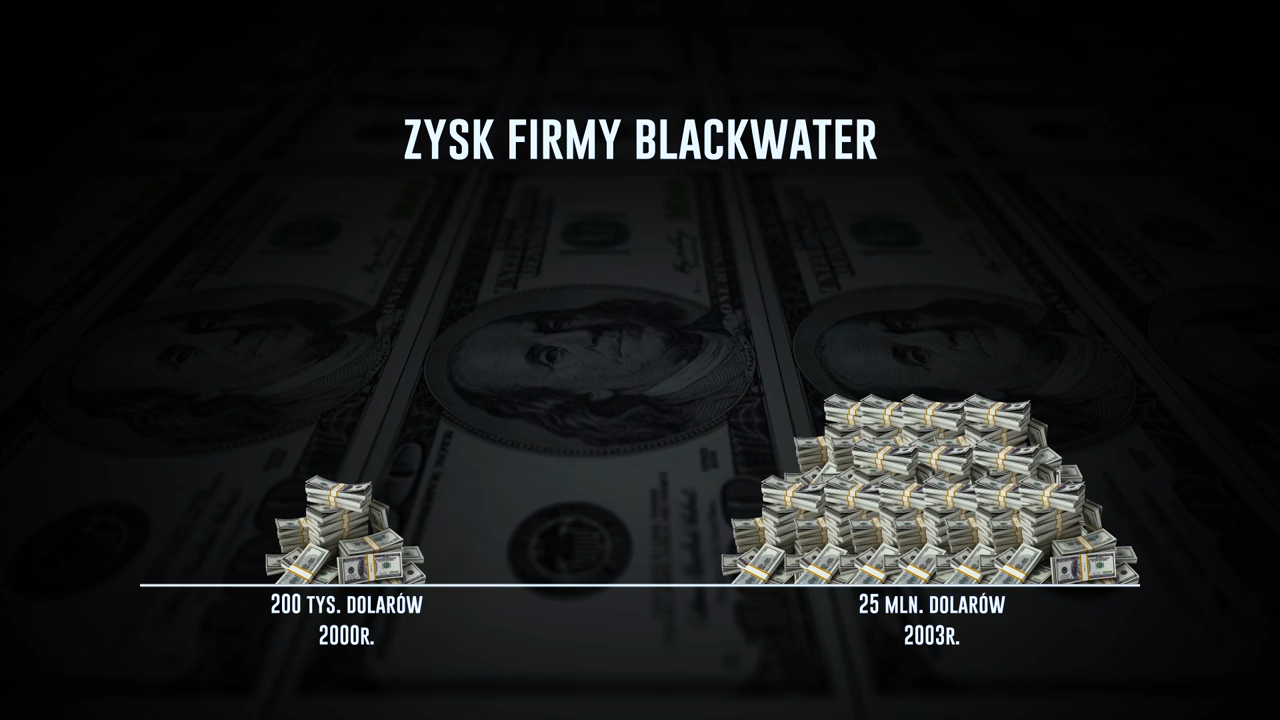 ZYSK FIRMY BLACKWATER
200 TYS. DOLARÓW
2000R.
25 MLN. DOLARÓW
2003R.